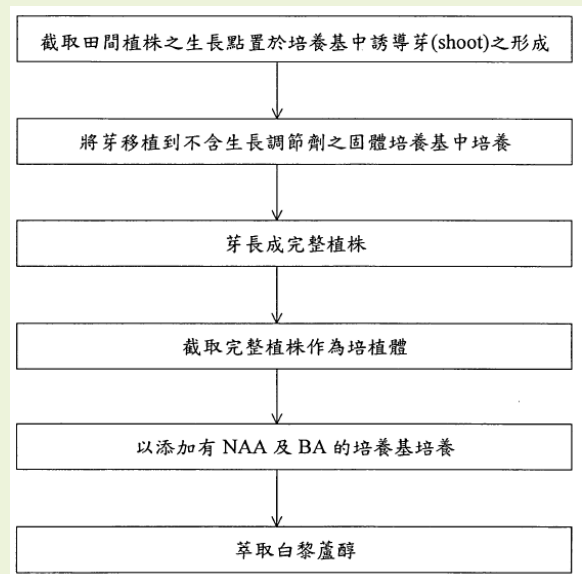 截取田間植株之生長點置於培養基中誘導芽(shoot)之形成
將芽移植到不含生長調節劑之固體培養基中培養
芽長成完整植株
截取完整植株作為培植體
以添加有 NAA 及 BA 的培養基培養
萃取白黎蘆醇